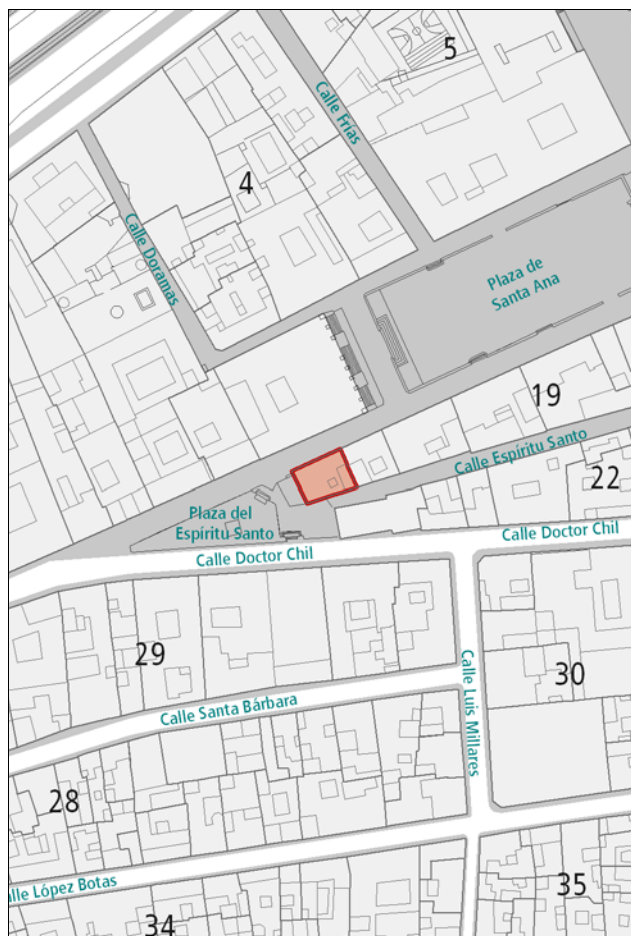 5
Calle Frías
4
Calle Doramas
Plaza de
Santa Ana
19
Calle Espíritu Santo
22
Plaza del
Espíritu Santo
Calle Doctor Chil
Calle Doctor Chil
29
30
Calle Luis Millares
Calle Santa Bárbara
28
alle López Botas
35
34